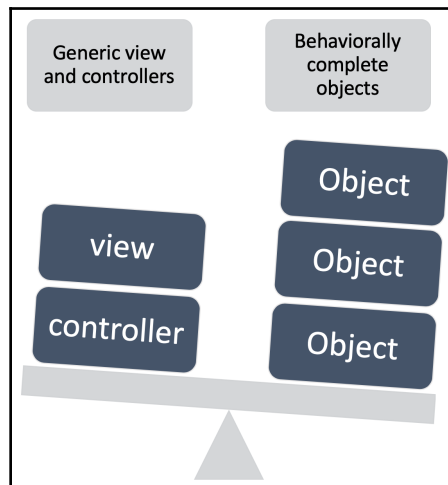 Generic view
and controllers
Behaviorally
complete
objects
view
controller
Object
Object
Object